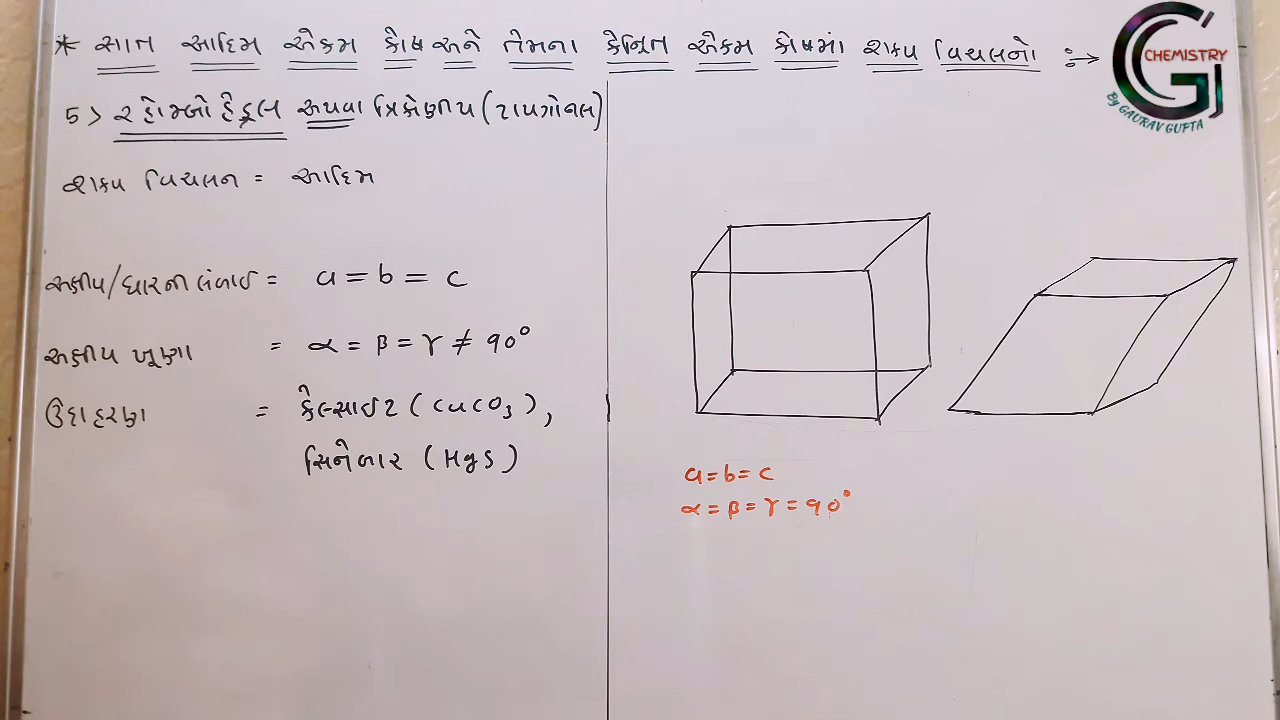 * સાત આદિમ એકમ કોષ અને તેમના કેન્દ્રિત એકમ કોષમાં શક્ય વિચલનો :→
5> રહોમ્બોહેડ્રલ અથવા ત્રિકોણીય (ટ્રાયગોનલ)
શક્ય વિચલન = આદિમ
અક્ષીય/ધારની લંબાઈ = a = b = c
અક્ષીય ખૂણા = α = β = γ ≠ 90°
ઉદાહરણ = કેલ્સાઈટ (CaCO3),
સિનેબાર (HgS)
a = b = c
α = β = γ = 90°
CHEMISTRY
By GAURAV GUPTA